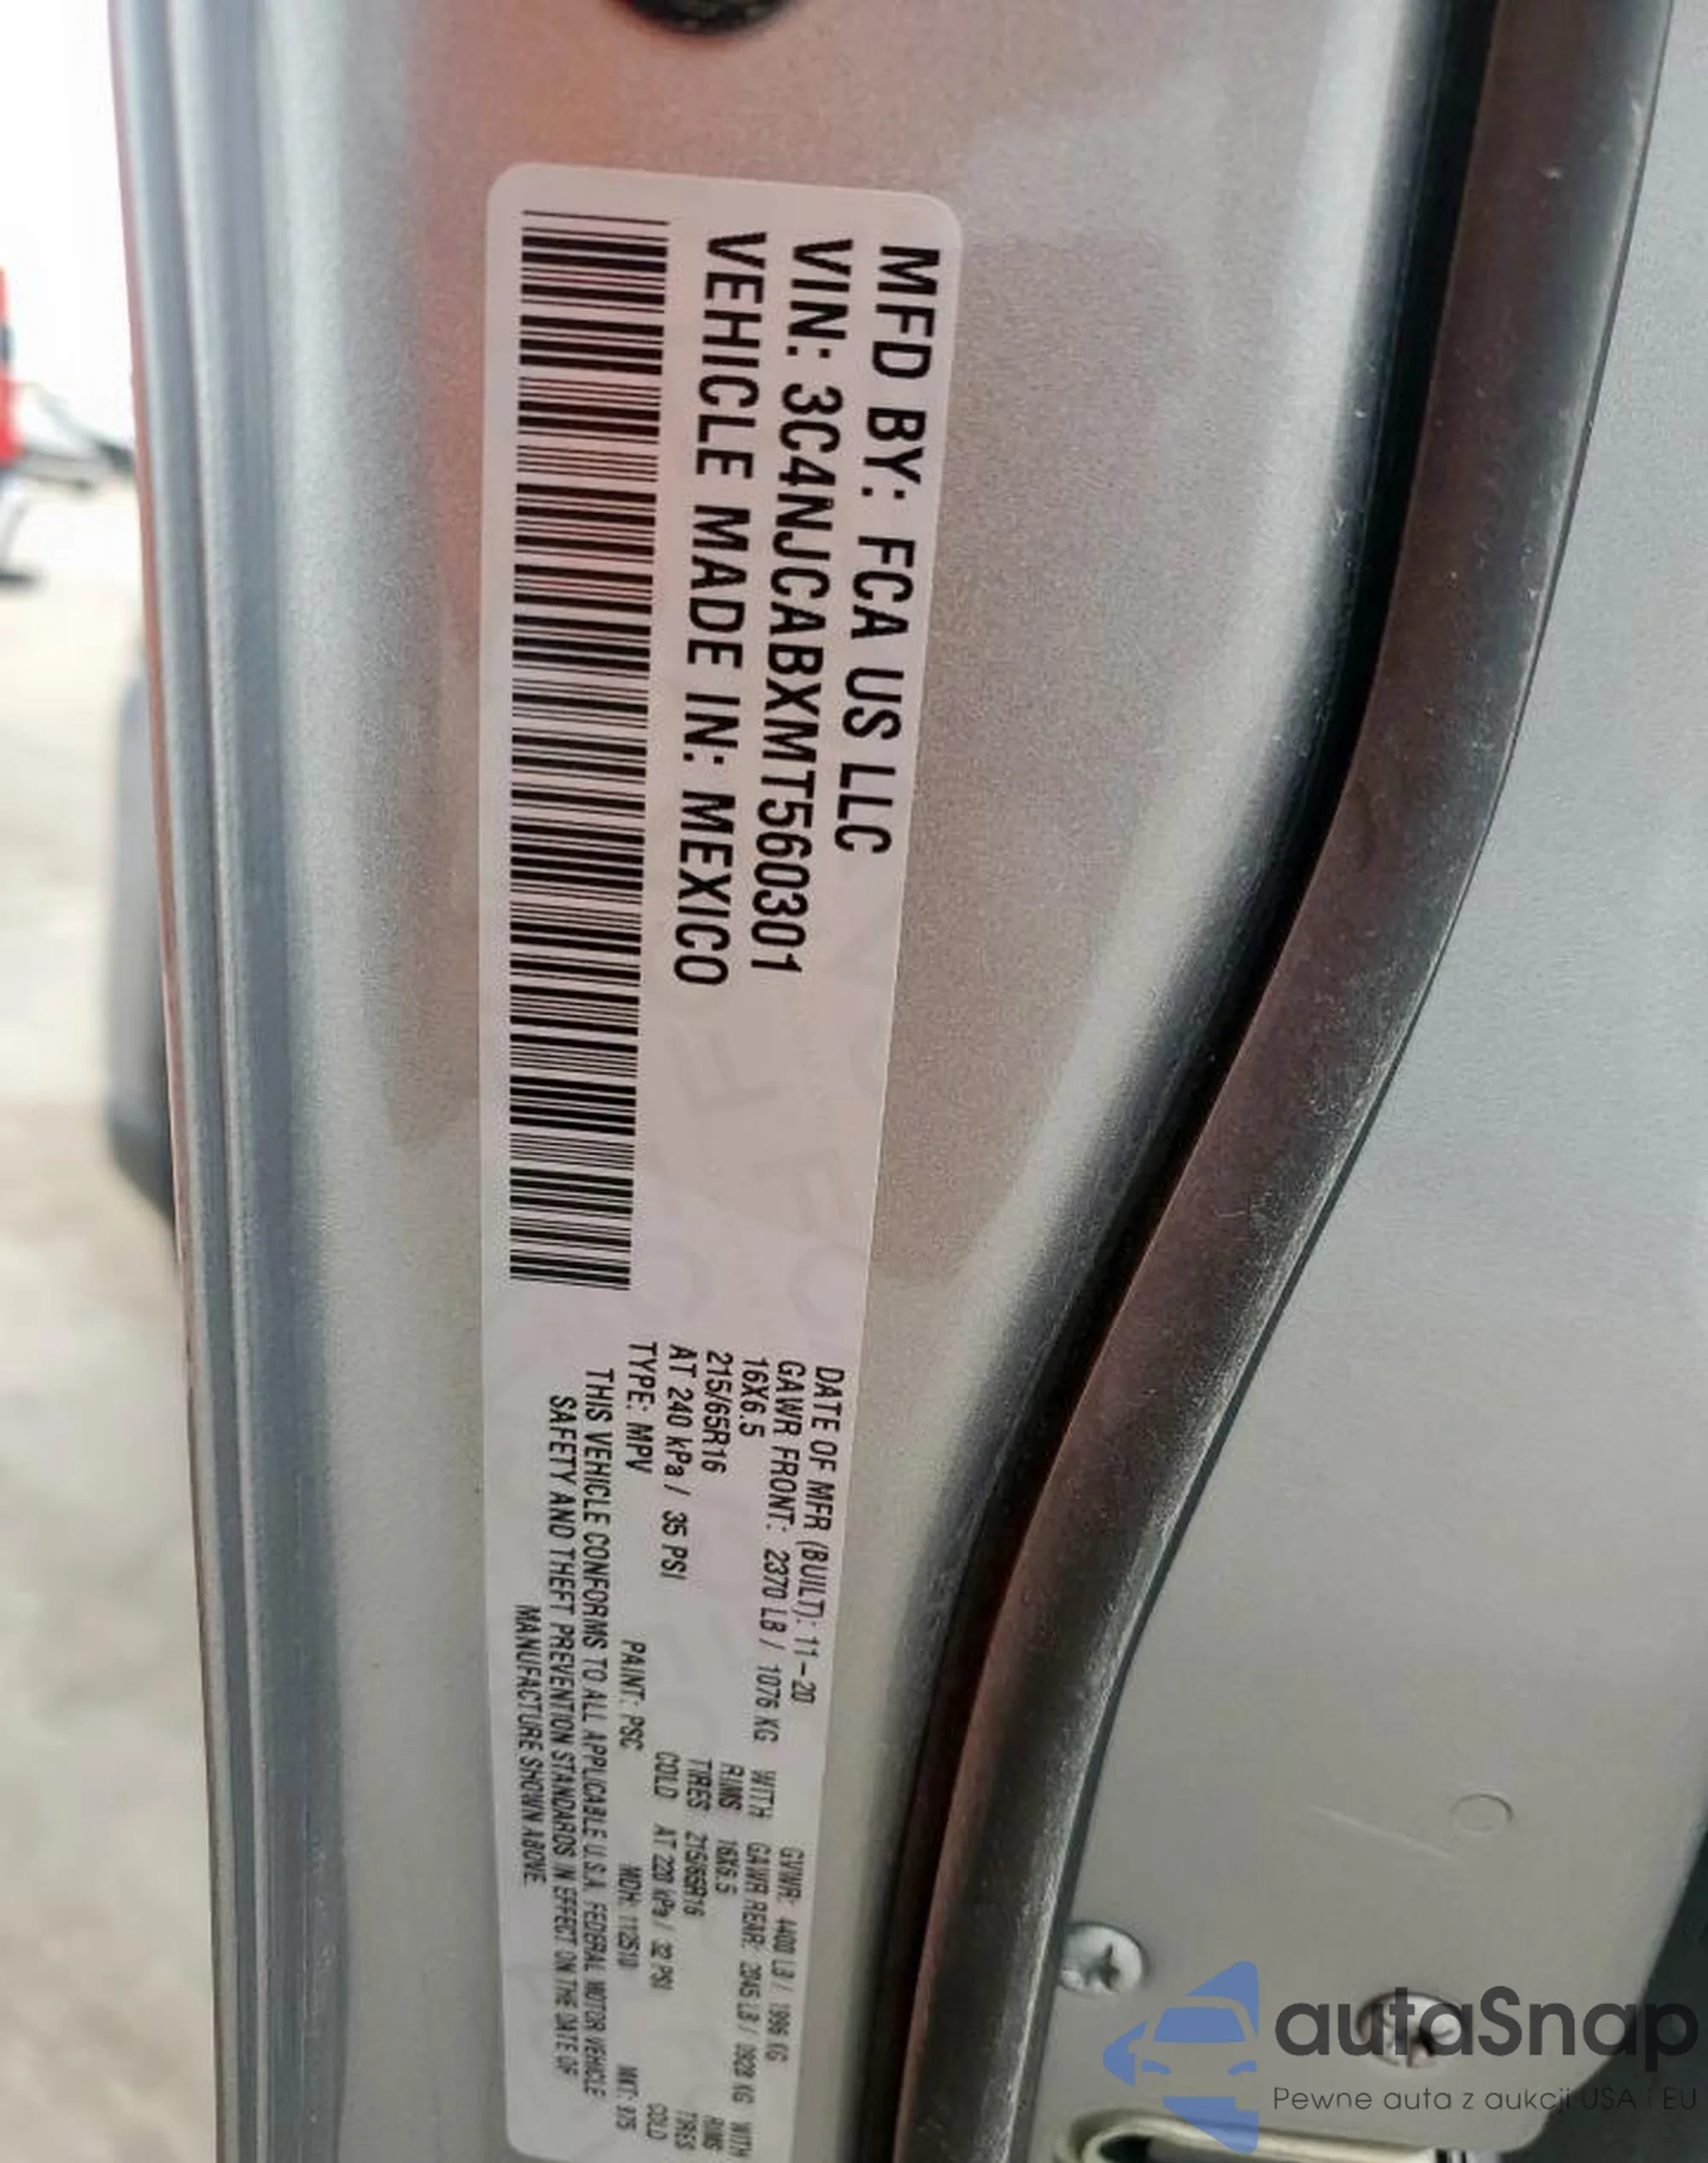 MFD BY: FCA US LLC
VIN: 3C4NJCABXMT560301
VEHICLE MADE IN: MEXICO
DATE OF MFR (BUILT): 11-20 GVWR: 4400 LB / 1996 KG
GAWR FRONT: 2370 LB / 1076 KG WITH GAWR REAR: 2045 LB / 0928 KG WITH
16X6.5 RIMS 16X6.5 RIMS
215/65R16 TIRES 215/65R16 TIRES
AT 240 kPa / 35 PSI COLD AT 220 kPa / 32 PSI COLD
TYPE: MPV PAINT: PSC MDH: 112510 MKT: 975
THIS VEHICLE CONFORMS TO ALL APPLICABLE U.S.A. FEDERAL MOTOR VEHICLE
SAFETY AND THEFT PREVENTION STANDARDS IN EFFECT ON THE DATE OF
MANUFACTURE SHOWN ABOVE.
autaSnap
Pewne auta z aukcji USA i EU